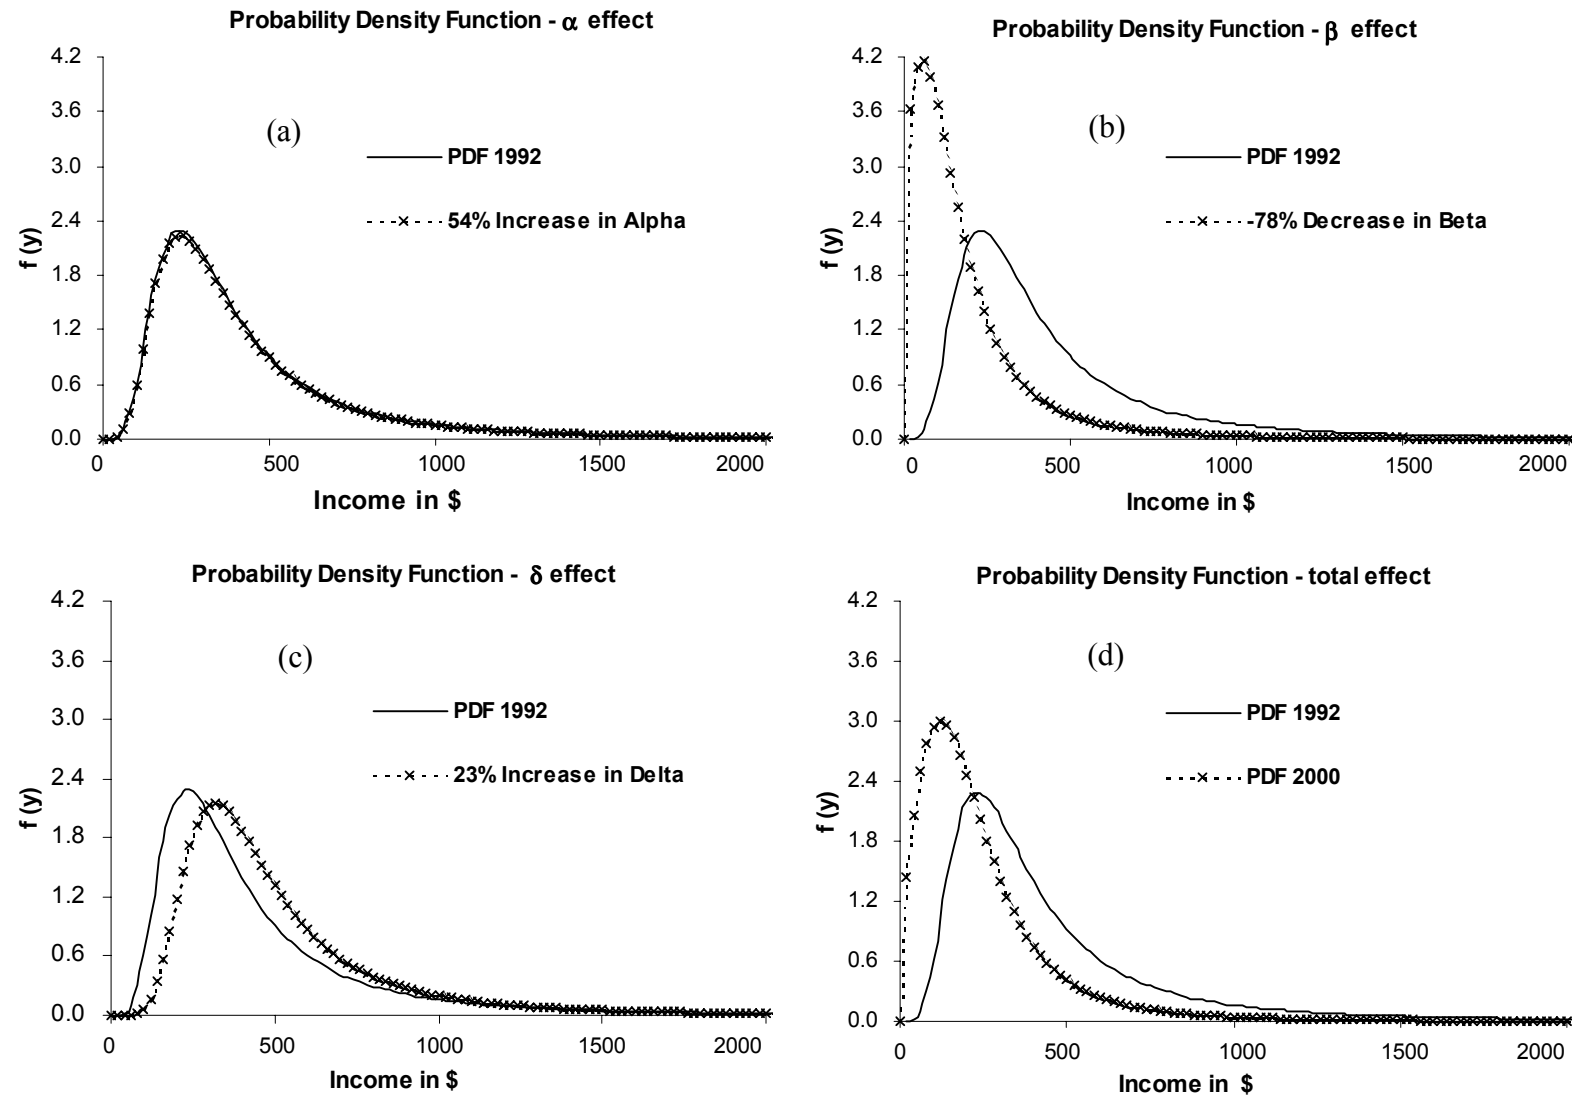 Probability Density Function - α effect
4.2
3.6
3.0
2.4
1.8
1.2
0.6
0.0
f (y)
(a)
PDF 1992
54% Increase in Alpha
0 500 1000 1500 2000
Income in $
Probability Density Function - β effect
4.2
3.6
3.0
2.4
1.8
1.2
0.6
0.0
f (y)
(b)
PDF 1992
-78% Decrease in Beta
0 500 1000 1500 2000
Income in $
Probability Density Function - δ effect
4.2
3.6
3.0
2.4
1.8
1.2
0.6
0.0
f (y)
(c)
PDF 1992
23% Increase in Delta
0 500 1000 1500 2000
Income in $
Probability Density Function - total effect
4.2
3.6
3.0
2.4
1.8
1.2
0.6
0.0
f (y)
(d)
PDF 1992
PDF 2000
0 500 1000 1500 2000
Income in $